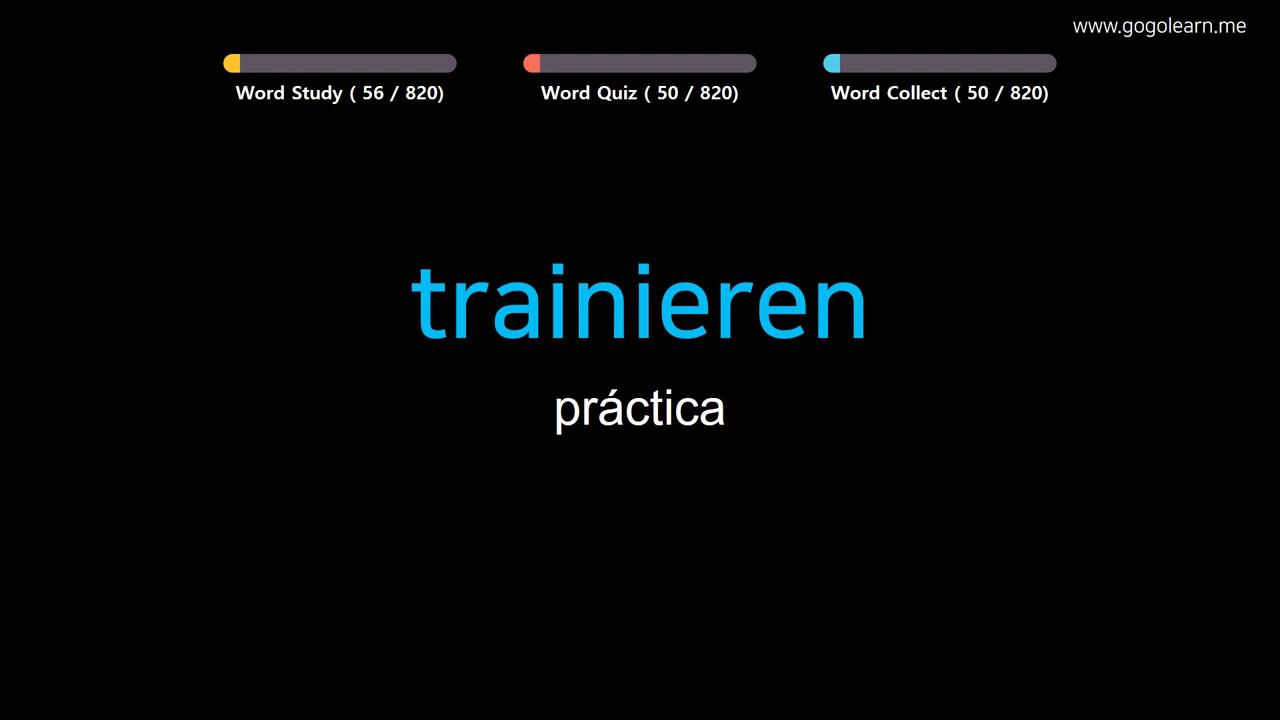 www.gogolearn.me
Word Study ( 56 / 820)
Word Quiz ( 50 / 820)
Word Collect ( 50 / 820)
trainieren
práctica